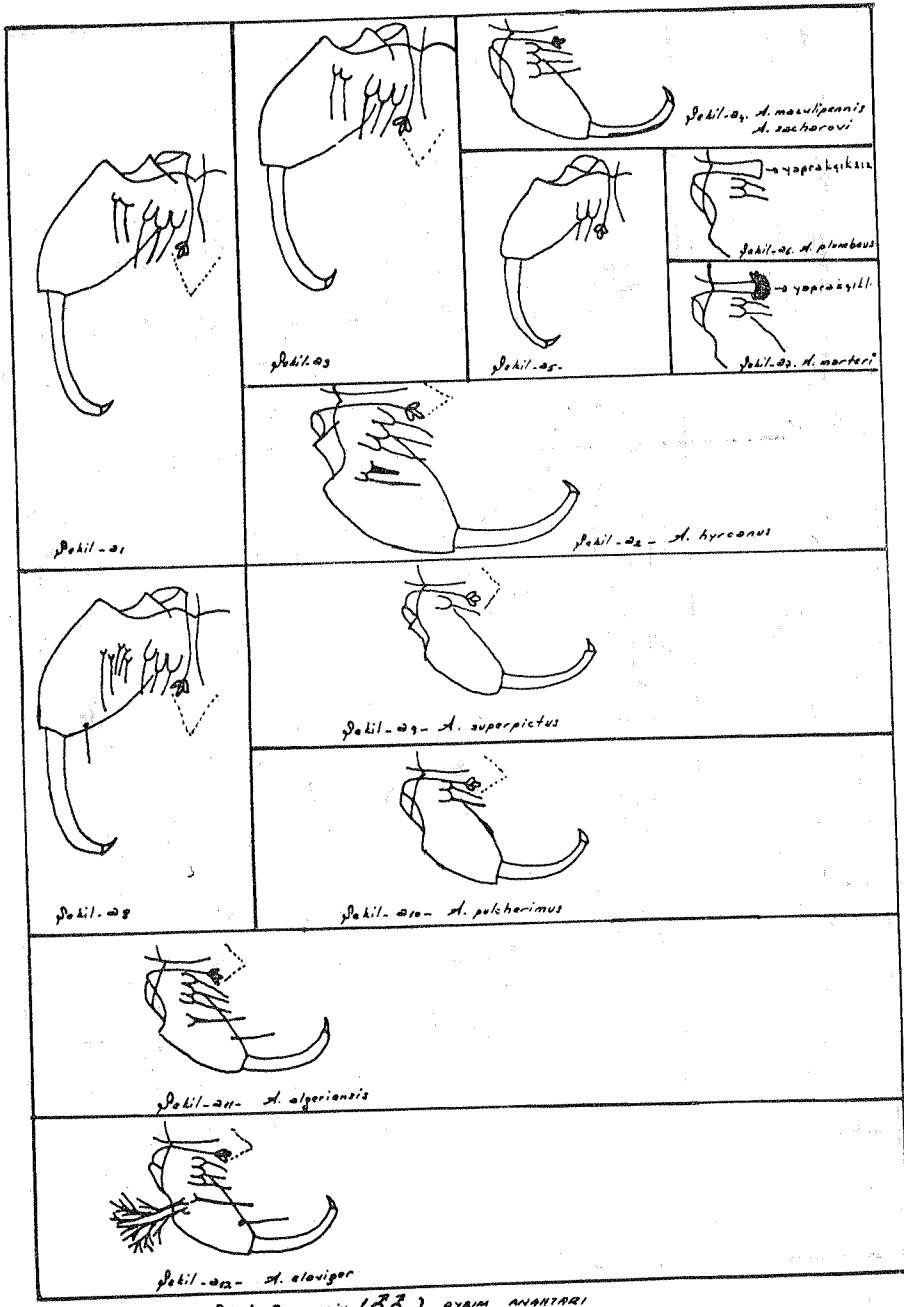 Şekil-a4. A. maculipennis
A. sacharovi
→ yaprakçıksız
Şekil-a6. A. plumbeus
→ yaprakçıklı
Şekil-a3
Şekil-a5-
Şekil-a7. A. marteri
Şekil-a1
Şekil-a2- A. hyrcanus
Şekil-a9- A. superpictus
Şekil-a8
Şekil-a10- A. pulcherimus
Şekil-a11- A. algeriensis
Şekil-a12- A. claviger
(♂♂) AYRIM ANAHTARI